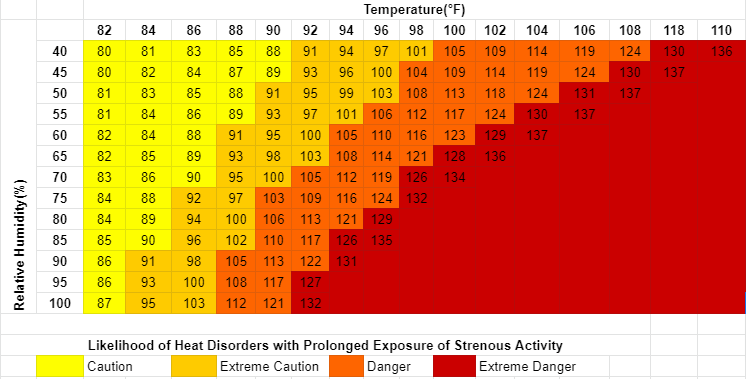 Temperature(°F)
82 84 86 88 90 92 94 96 98 100 102 104 106 108 118 110
40 80 81 83 85 88 91 94 97 101 105 109 114 119 124 130 136
45 80 82 84 87 89 93 96 100 104 109 114 119 124 130 137
50 81 83 85 88 91 95 99 103 108 113 118 124 131 137
55 81 84 86 89 93 97 101 106 112 117 124 130 137
60 82 84 88 91 95 100 105 110 116 123 129 137
65 82 85 89 93 98 103 108 114 121 128 136
70 83 86 90 95 100 105 112 119 126 134
75 84 88 92 97 103 109 116 124 132
80 84 89 94 100 106 113 121 129
85 85 90 96 102 110 117 126 135
90 86 91 98 105 113 122 131
95 86 93 100 108 117 127
100 87 95 103 112 121 132
Relative Humidity(%)
Likelihood of Heat Disorders with Prolonged Exposure of Strenous Activity
Caution Extreme Caution Danger Extreme Danger